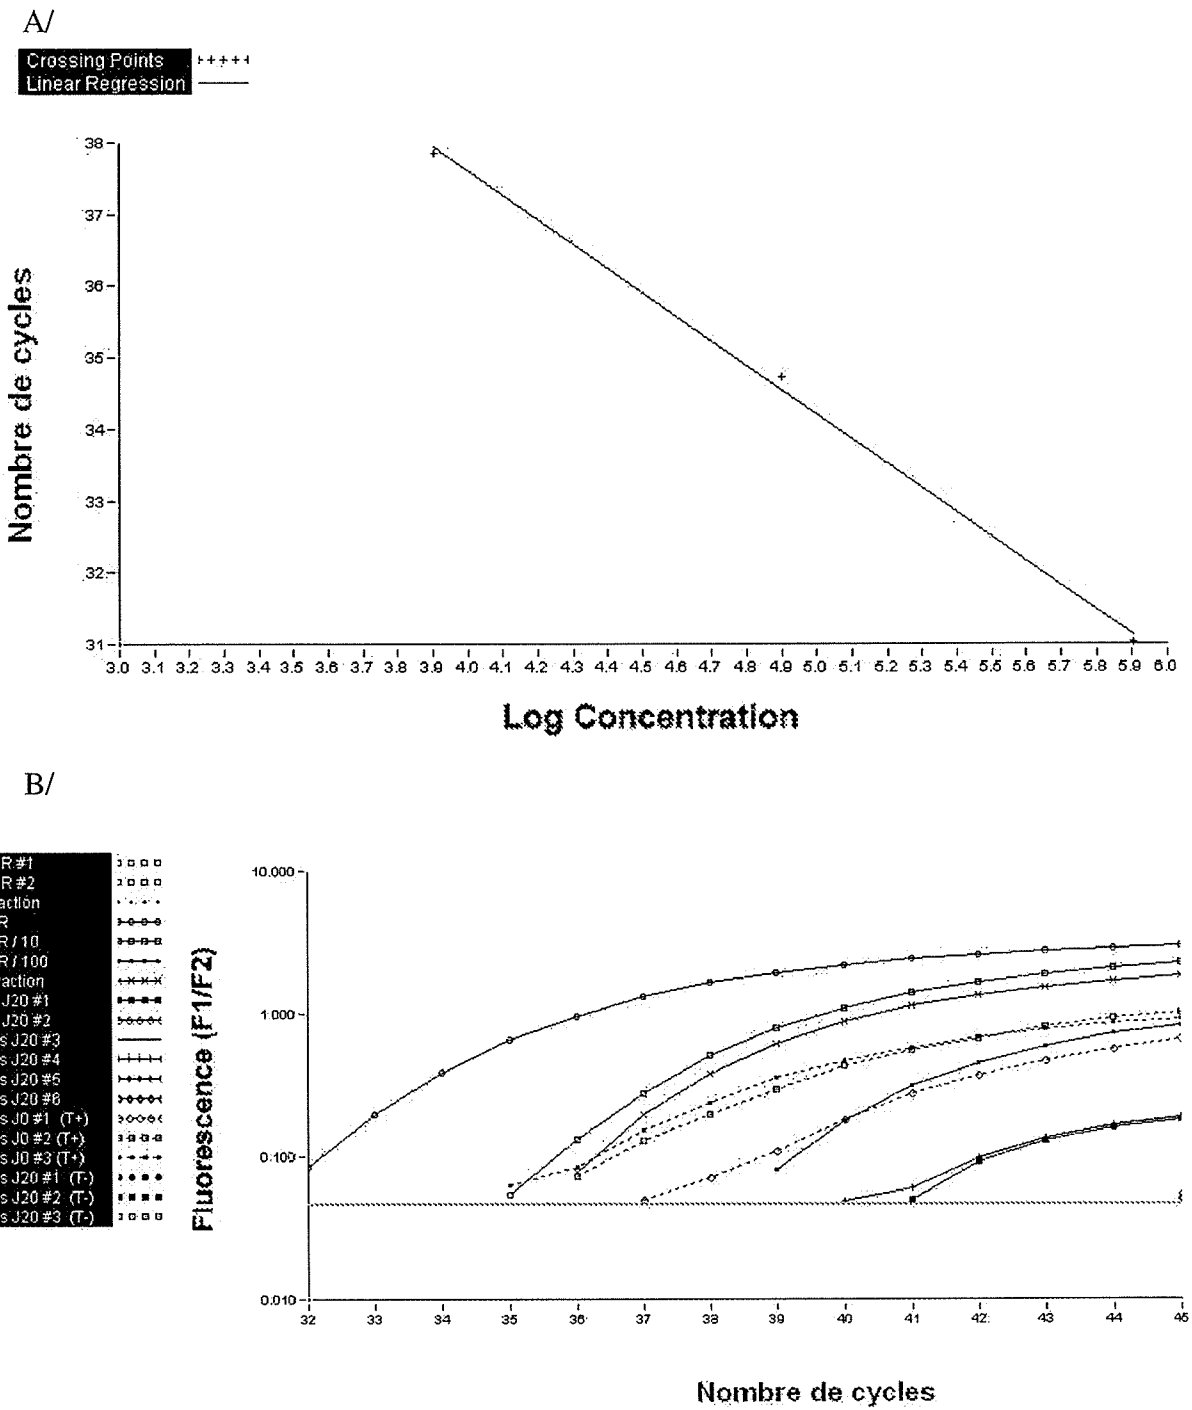 A/
Crossing Points
Linear Regression
38
37
36
35
34
33
32
31
Nombre de cycles
3.0 3.1 3.2 3.3 3.4 3.5 3.6 3.7 3.8 3.9 4.0 4.1 4.2 4.3 4.4 4.5 4.6 4.7 4.8 4.9 5.0 5.1 5.2 5.3 5.4 5.5 5.6 5.7 5.8 5.9 6.0
Log Concentration
B/
R #1
R #2
action
R
R / 10
R / 100
raction
J20 #1
J20 #2
s J20 #3
s J20 #4
s J20 #5
s J20 #6
s J0 #1 (T+)
s J0 #2 (T+)
s J0 #3 (T+)
s J20 #1 (T-)
s J20 #2 (T-)
s J20 #3 (T-)
Fluorescence (F1/F2)
10.000
1.000
0.100
0.010
32 33 34 35 36 37 38 39 40 41 42 43 44 45
Nombre de cycles